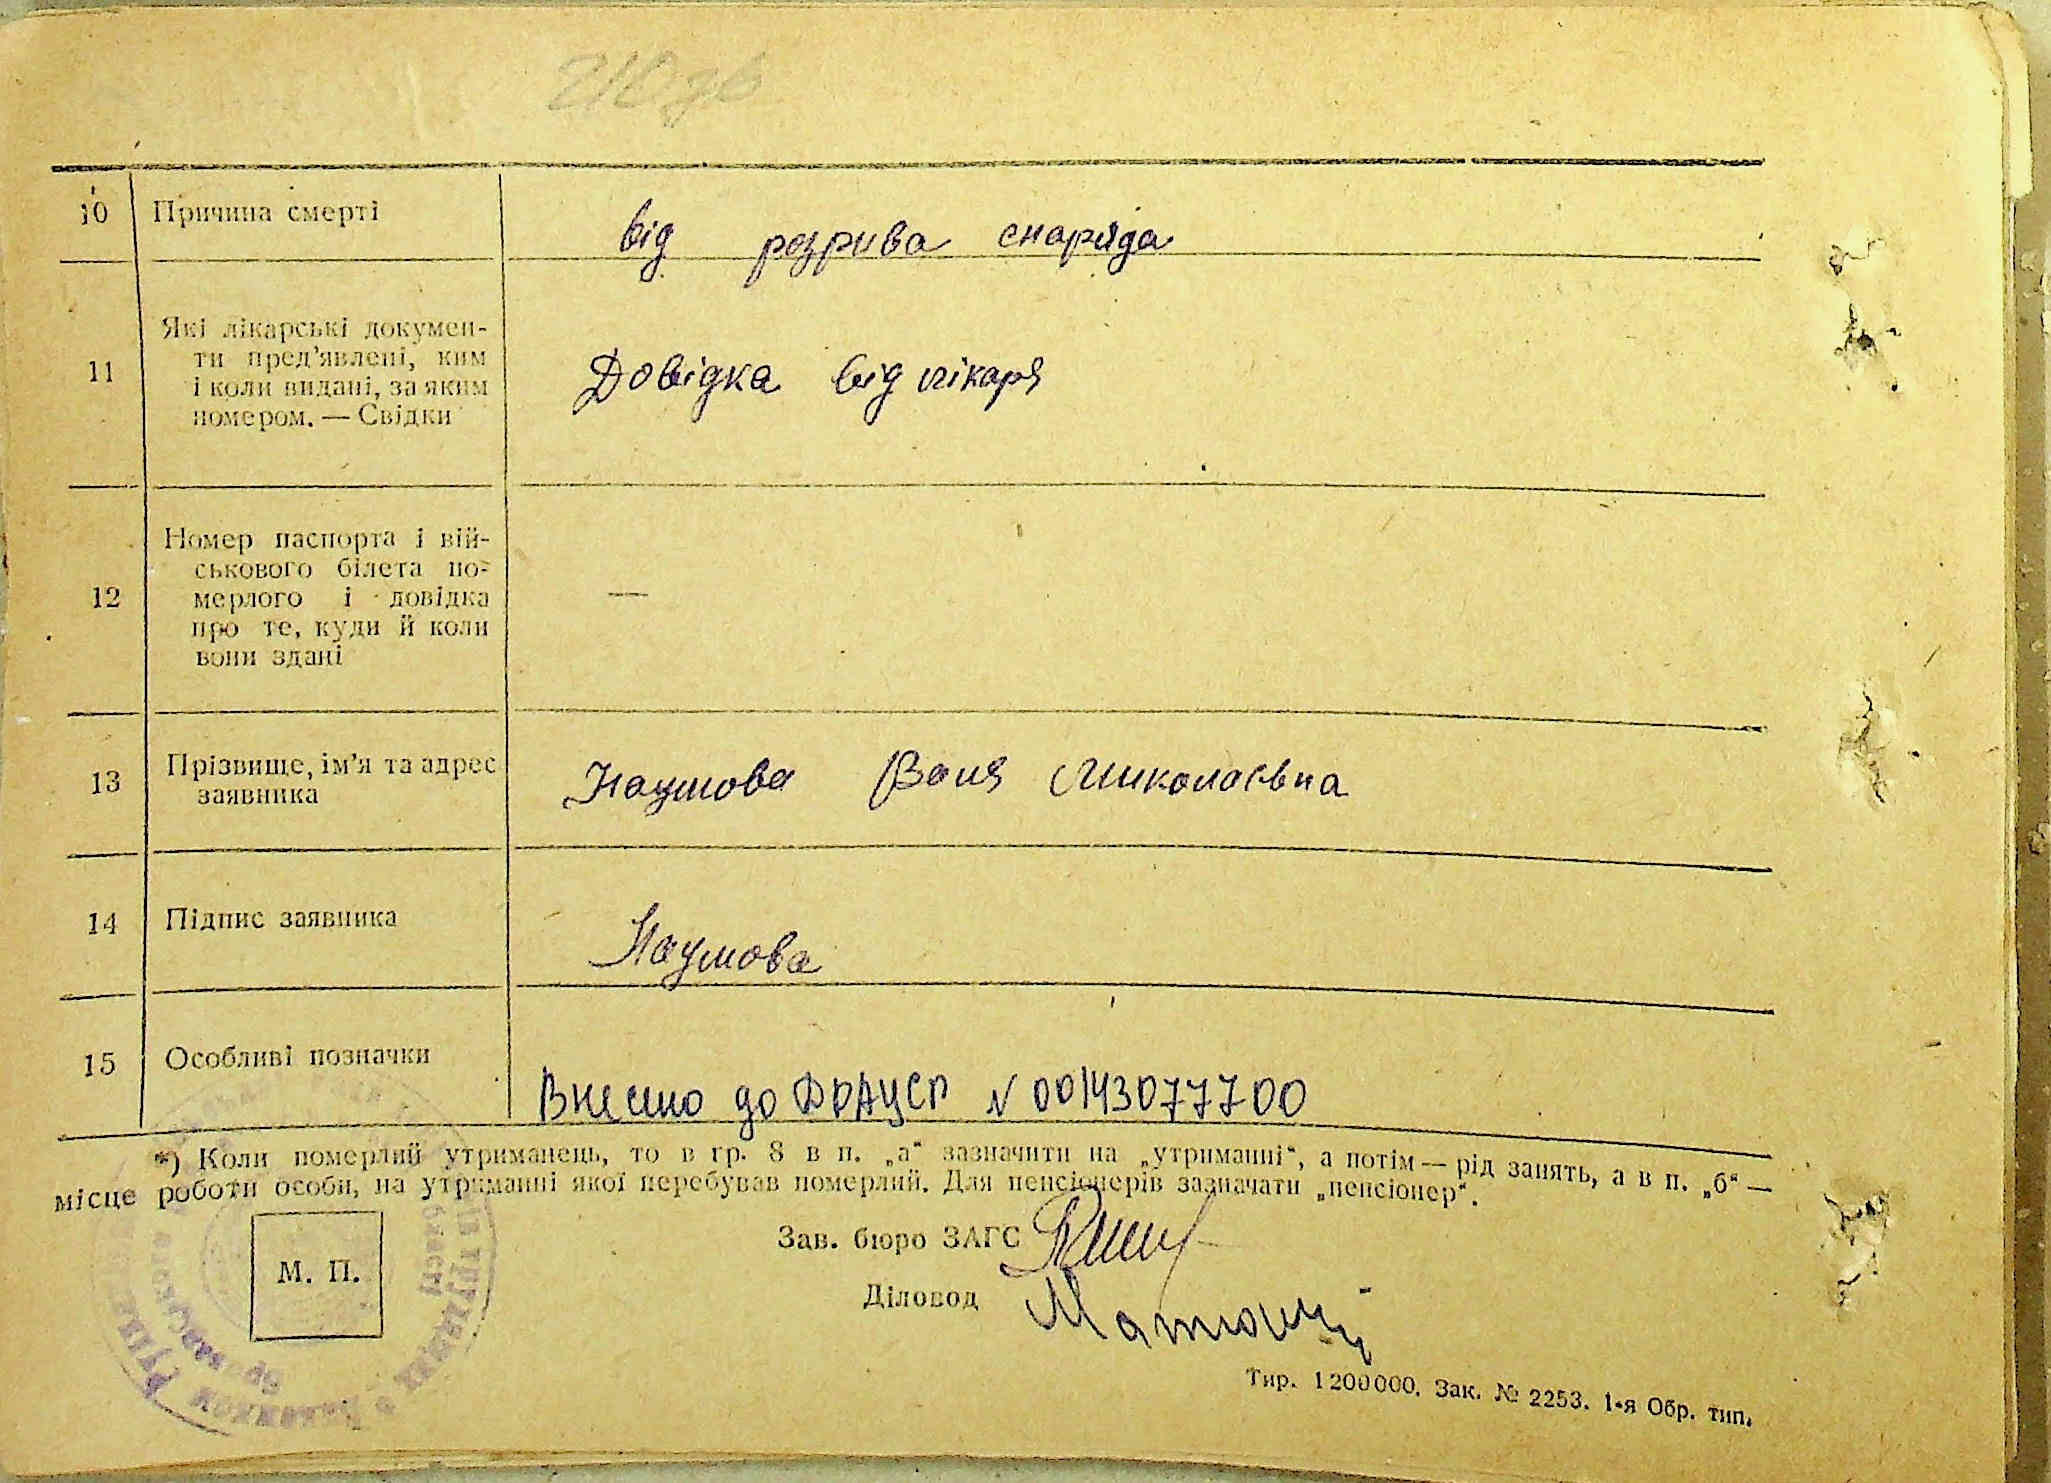 10 Причина смерті
від розрива снаряда
11 Які лікарські докумен-
ти пред’явлені, ким
і коли видані, за яким
номером. — Свідки
Довідка від лікаря
12 Номер паспорта і вій-
ськового білета по-
мерлого і довідка
про те, куди й коли
вони здані
—
13 Прізвище, ім’я та адрес
заявника
Наумова Валя Миколаєвна
14 Підпис заявника
Наумова
15 Особливі позначки
Внесено до ДРАЦСГ № 00143077700
*) Коли померлий утриманець, то в гр. 8 в п. „а“ зазначити на „утриманні“, а потім — рід занять, а в п. „б“ —
місце роботи особи, на утриманні якої перебував померлий. Для пенсіонерів зазначати „пенсіонер“.
Зав. бюро ЗАГС
М. П.
Діловод
Тир. 1200000. Зак. № 2253. 1-я Обр. тип.